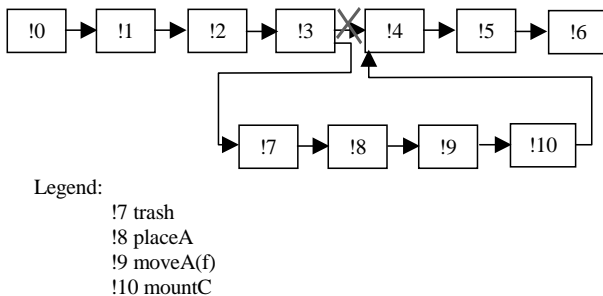 !0 !1 !2 !3 !4 !5 !6
!7 !8 !9 !10
Legend:
!7 trash
!8 placeA
!9 moveA(f)
!10 mountC